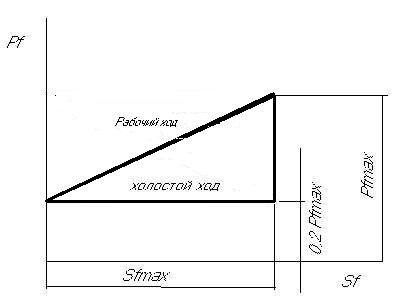 Pf
Рабочий ход
холостой ход
Sfmax
0.2 Pfmax
Pfmax
Sf